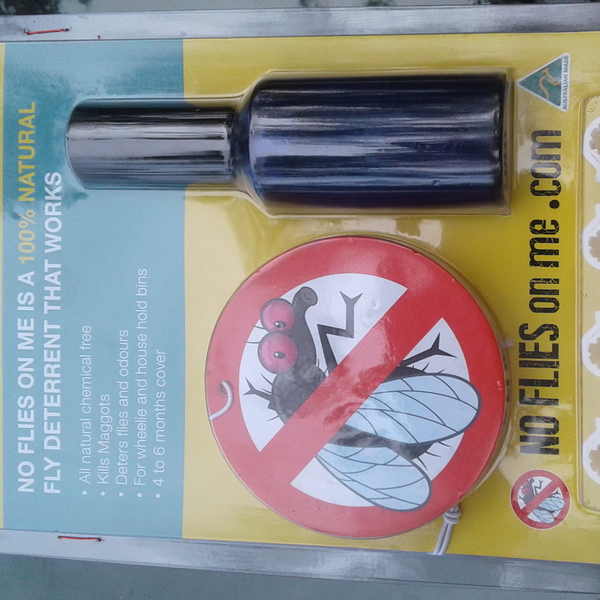 NO FLIES ON ME IS A 100% NATURAL
FLY DETERRENT THAT WORKS
• All natural chemical free
• Kills Maggots
• Deters flies and odours
• For wheelie and house hold bins
• 4 to 6 months cover
NO FLIES on me .com
AUSTRALIAN MADE